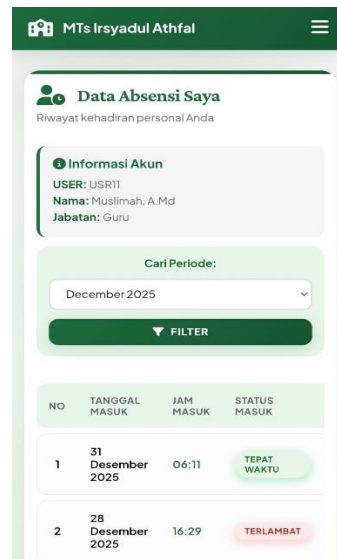 MTs Irsyadul Athfal
Data Absensi Saya
Riwayat kehadiran personal Anda
Informasi Akun
USER: USR11
Nama: Muslimah, A.Md
Jabatan: Guru
Cari Periode:
December 2025
FILTER
NO TANGGAL MASUK JAM MASUK STATUS MASUK
1 31 Desember 2025 06:11 TEPAT WAKTU
2 28 Desember 2025 16:29 TERLAMBAT